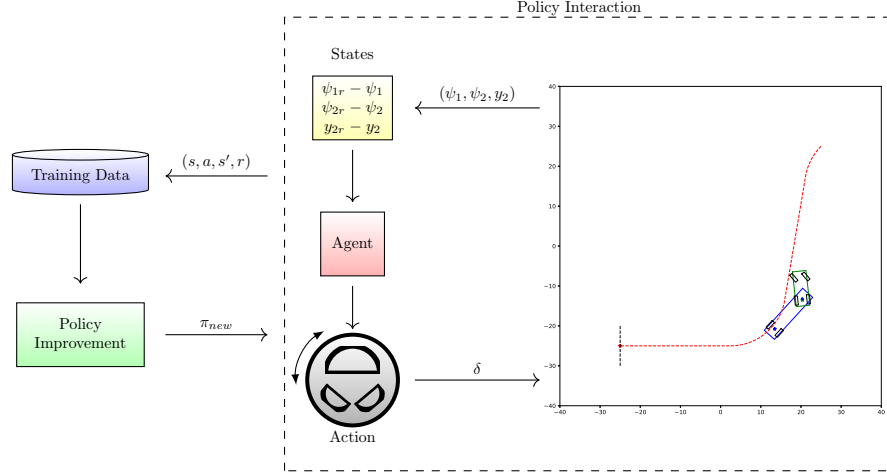 Policy Interaction
States
ψ₁ᵣ − ψ₁
ψ₂ᵣ − ψ₂
y₂ᵣ − y₂
(ψ₁, ψ₂, y₂)
(s, a, s′, r)
Training Data
Agent
Policy
Improvement
π_new
δ
Action
40
30
20
10
0
−10
−20
−30
−40
−40
−30
−20
−10
0
10
20
30
40